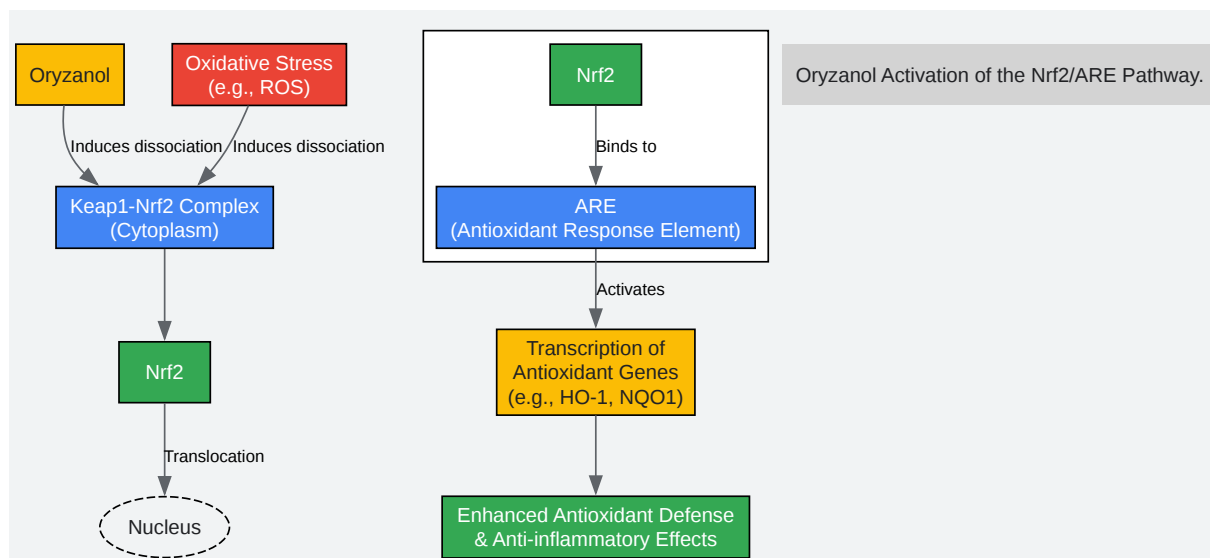 Oryzanol
Oxidative Stress
(e.g., ROS)
Induces dissociation
Induces dissociation
Keap1-Nrf2 Complex
(Cytoplasm)
Nrf2
Translocation
Nucleus
Nrf2
Binds to
ARE
(Antioxidant Response Element)
Activates
Transcription of
Antioxidant Genes
(e.g., HO-1, NQO1)
Enhanced Antioxidant Defense
& Anti-inflammatory Effects
Oryzanol Activation of the Nrf2/ARE Pathway.